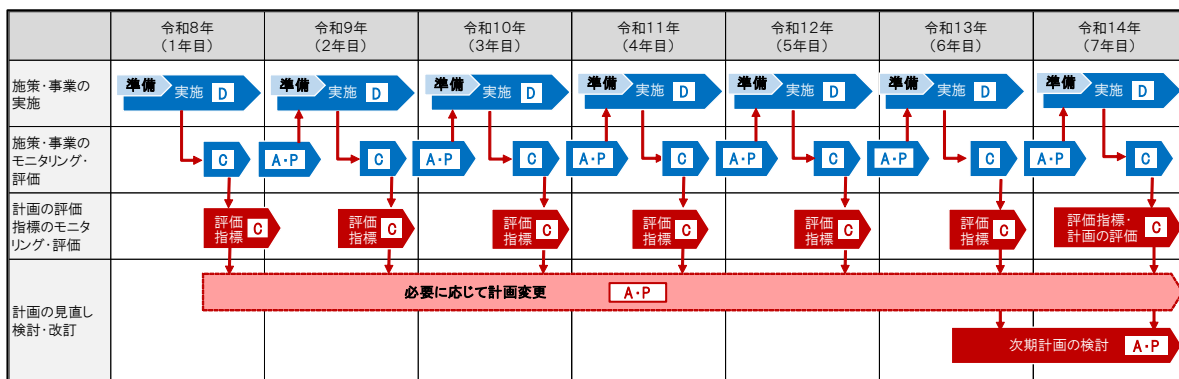 令和8年
(1年目)
令和9年
(2年目)
令和10年
(3年目)
令和11年
(4年目)
令和12年
(5年目)
令和13年
(6年目)
令和14年
(7年目)
施策・事業の
実施
準備 実施 D
準備 実施 D
準備 実施 D
準備 実施 D
準備 実施 D
準備 実施 D
準備 実施 D
施策・事業の
モニタリング・
評価
C
A・P
C
A・P
C
A・P
C
A・P
C
A・P
C
A・P
C
計画の評価
指標のモニタ
リング・評価
評価
指標 C
評価
指標 C
評価
指標 C
評価
指標 C
評価
指標 C
評価
指標 C
評価指標・
計画の評価 C
計画の見直し
検討・改訂
必要に応じて計画変更 A・P
次期計画の検討 A・P